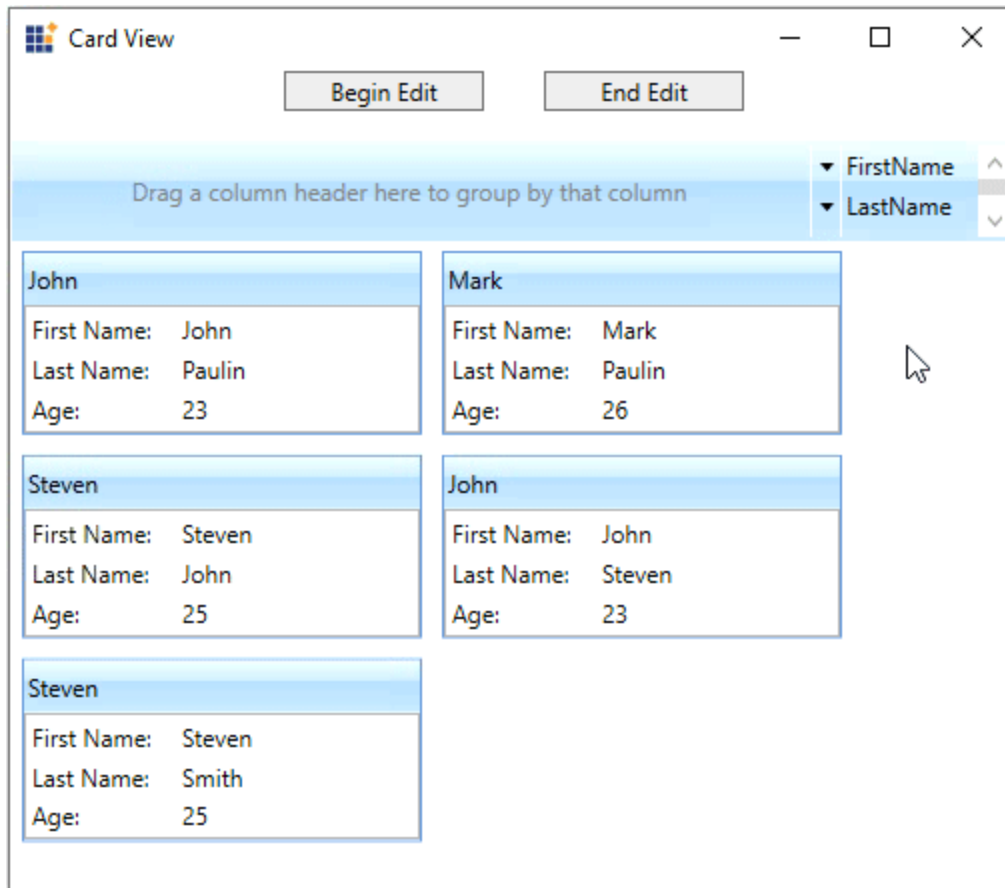 Card View
Begin Edit End Edit
Drag a column header here to group by that column
FirstName
LastName
John
First Name: John
Last Name: Paulin
Age: 23
Mark
First Name: Mark
Last Name: Paulin
Age: 26
Steven
First Name: Steven
Last Name: John
Age: 25
John
First Name: John
Last Name: Steven
Age: 23
Steven
First Name: Steven
Last Name: Smith
Age: 25